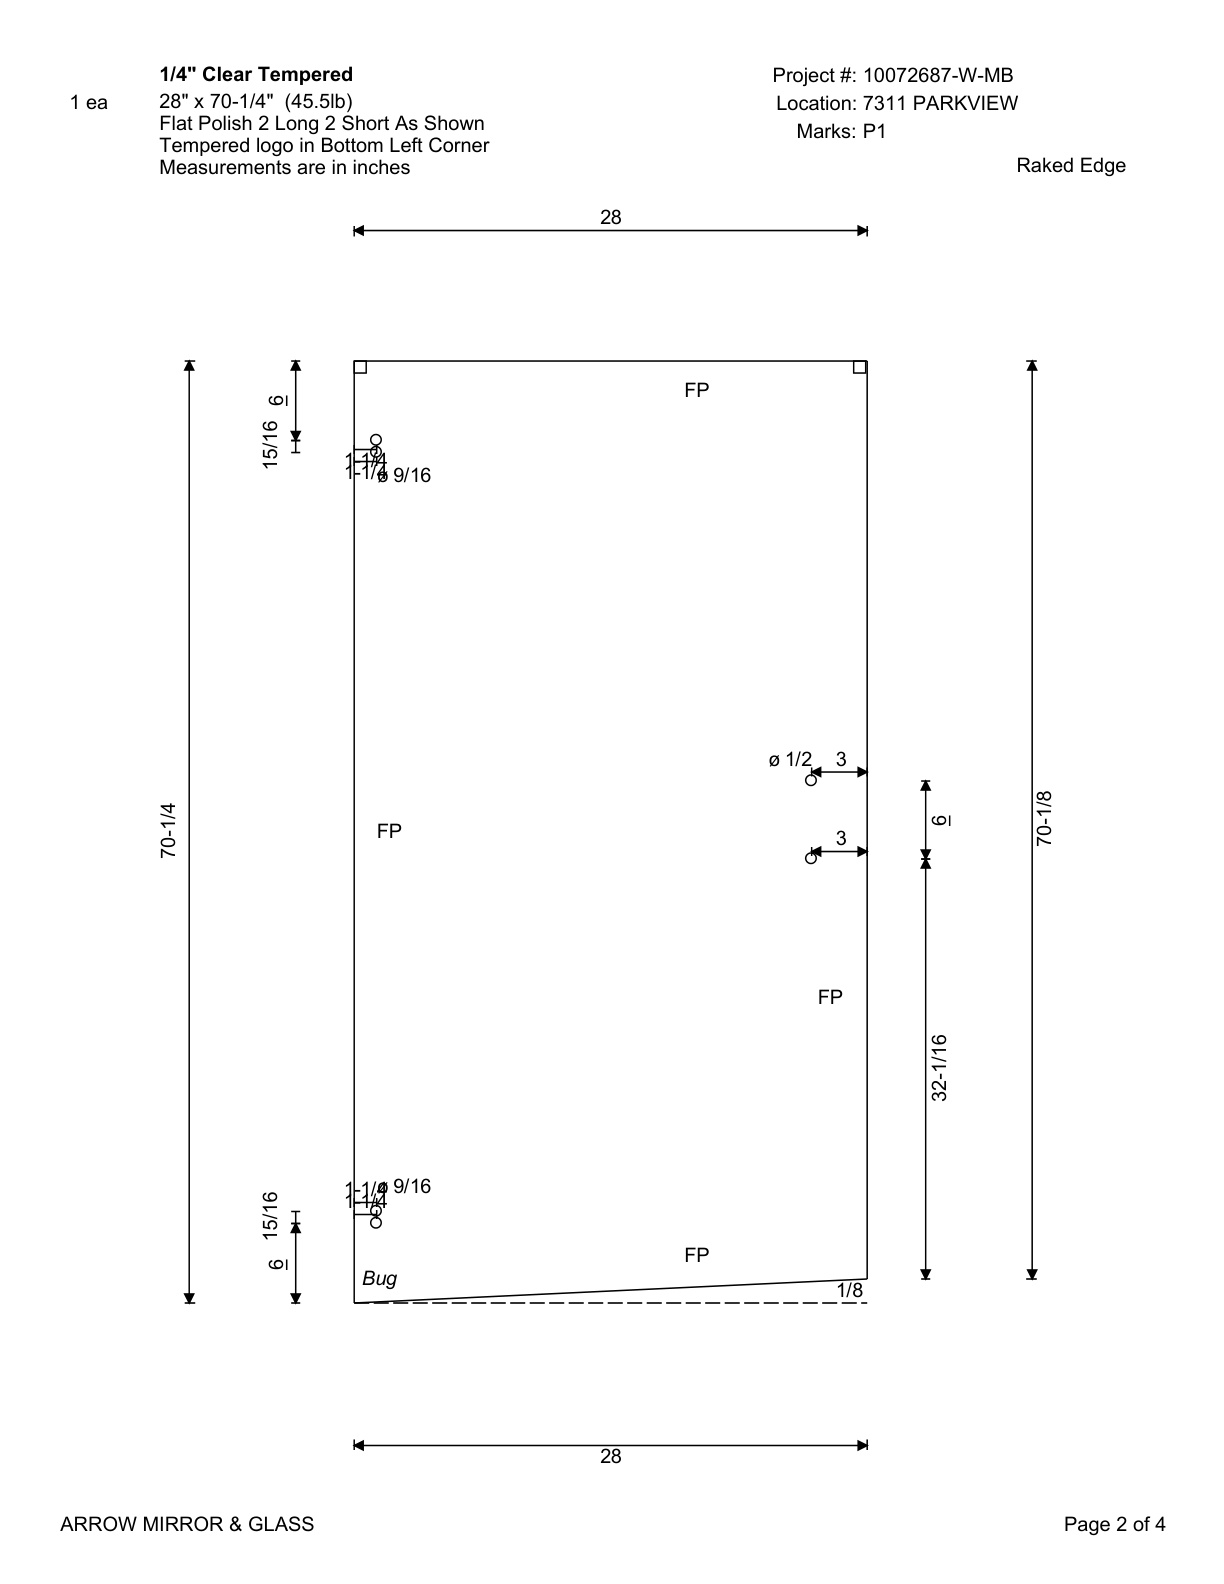 1/4" Clear Tempered
Project #: 10072687-W-MB
1 ea
28" x 70-1/4" (45.5lb)
Location: 7311 PARKVIEW
Flat Polish 2 Long 2 Short As Shown
Marks: P1
Tempered logo in Bottom Left Corner
Measurements are in inches
Raked Edge
28
6
FP
15/16
1-1/4
1-1/4
ø 9/16
ø 1/2
3
70-1/4
FP
3
6
70-1/8
FP
32-1/16
15/16
1-1/4
ø 9/16
1-1/4
6
FP
Bug
1/8
28
ARROW MIRROR & GLASS
Page 2 of 4